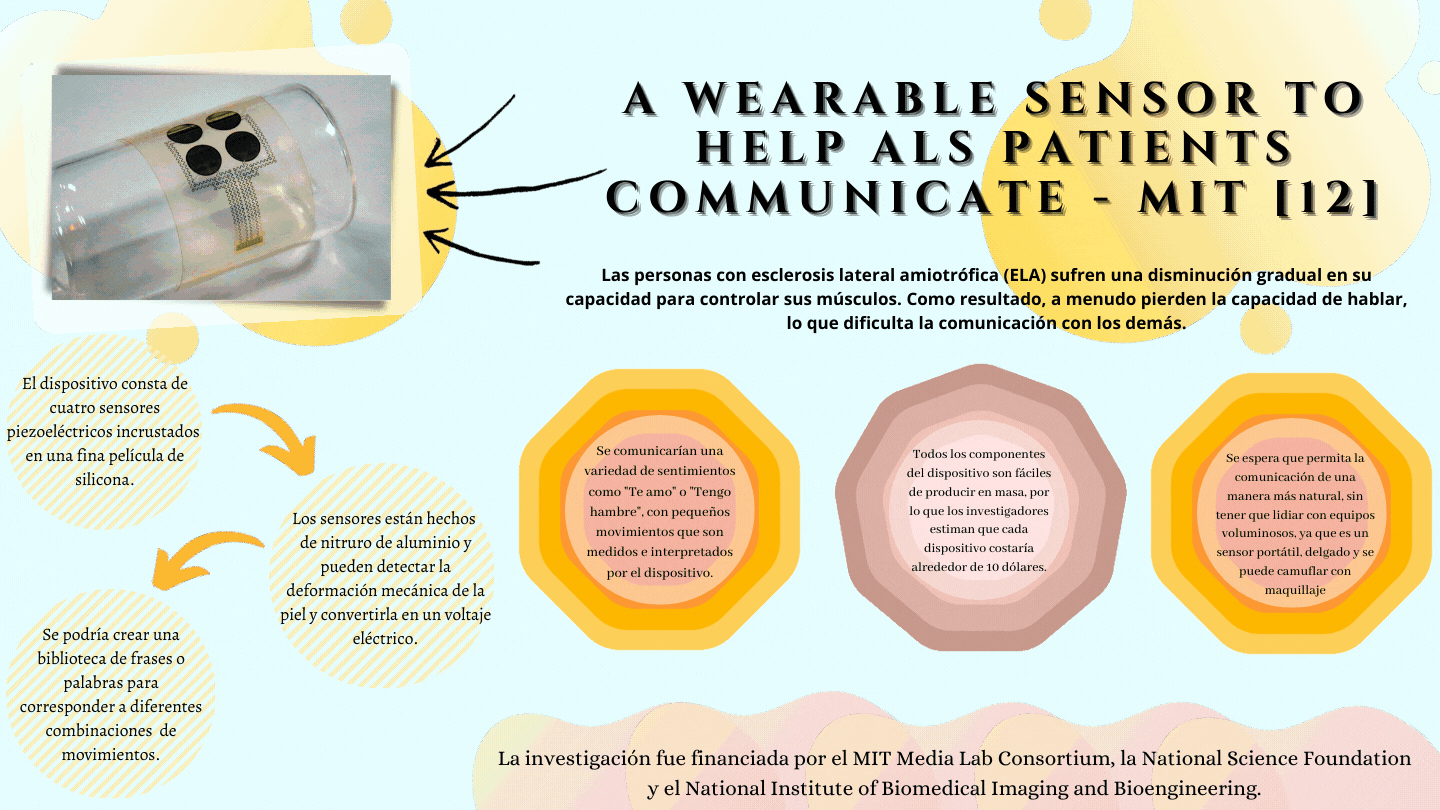 A WEARABLE SENSOR TO
HELP ALS PATIENTS
COMMUNICATE - MIT [12]
Las personas con esclerosis lateral amiotrófica (ELA) sufren una disminución gradual en su
capacidad para controlar sus músculos. Como resultado, a menudo pierden la capacidad de hablar,
lo que dificulta la comunicación con los demás.
El dispositivo consta de
cuatro sensores
piezoeléctricos incrustados
en una fina película de
silicona.
Los sensores están hechos
de nitruro de aluminio y
pueden detectar la
deformación mecánica de la
piel y convertirla en un voltaje
eléctrico.
Se podría crear una
biblioteca de frases o
palabras para
corresponder a diferentes
combinaciones de
movimientos.
Se comunicarían una
variedad de sentimientos
como "Te amo" o "Tengo
hambre", con pequeños
movimientos que son
medidos e interpretados
por el dispositivo.
Todos los componentes
del dispositivo son fáciles
de producir en masa, por
lo que los investigadores
estiman que cada
dispositivo costaría
alrededor de 10 dólares.
Se espera que permita la
comunicación de una
manera más natural, sin
tener que lidiar con equipos
voluminosos, ya que es un
sensor portátil, delgado y se
puede camuflar con
maquillaje
La investigación fue financiada por el MIT Media Lab Consortium, la National Science Foundation
y el National Institute of Biomedical Imaging and Bioengineering.